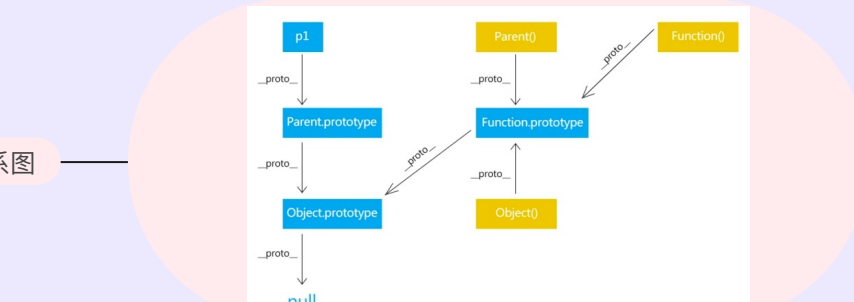 p1
Parent()
Function()
__proto__
__proto__
__proto__
Parent.prototype
Function.prototype
系图
__proto__
__proto__
__proto__
Object.prototype
Object()
__proto__
null